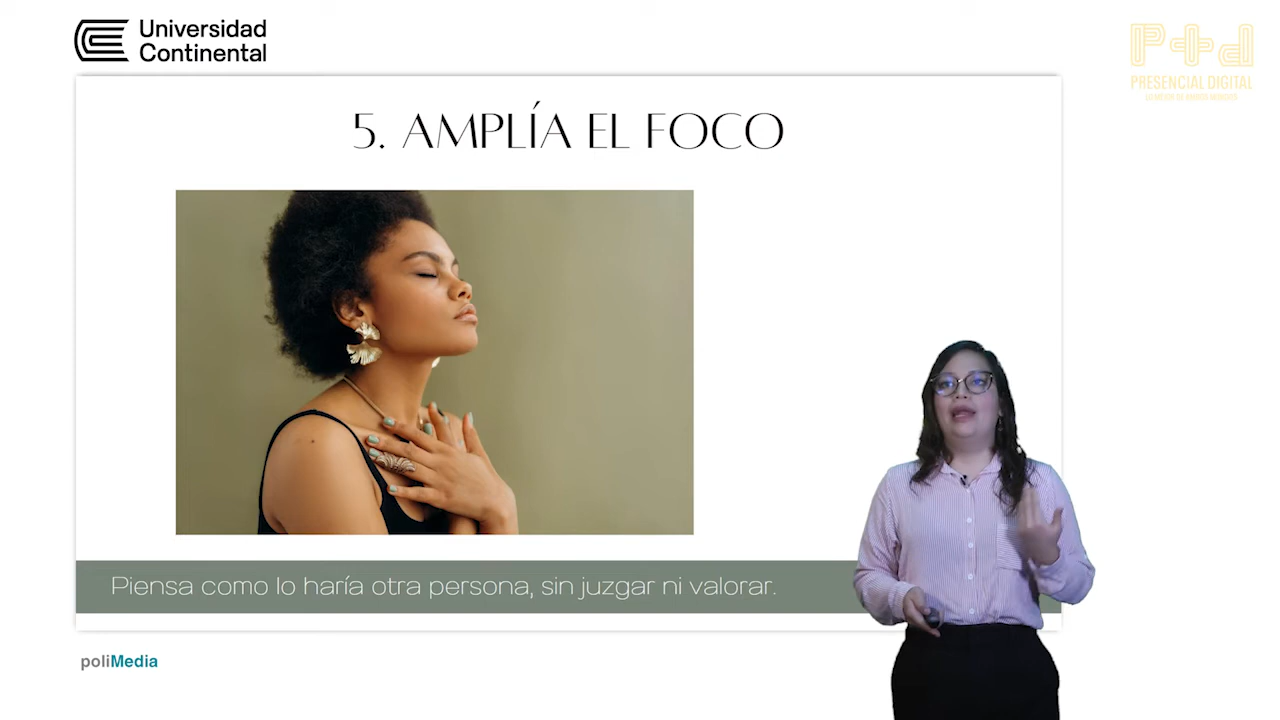 Universidad
Continental
P+d
PRESENCIAL DIGITAL
5. AMPLÍA EL FOCO
Piensa como lo haría otra persona, sin juzgar ni valorar.
poliMedia